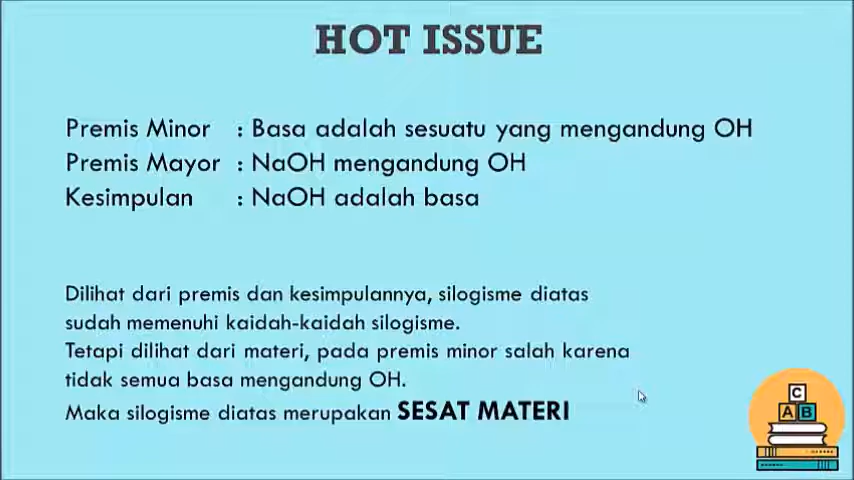 HOT ISSUE
Premis Minor : Basa adalah sesuatu yang mengandung OH
Premis Mayor : NaOH mengandung OH
Kesimpulan : NaOH adalah basa
Dilihat dari premis dan kesimpulannya, silogisme diatas
sudah memenuhi kaidah-kaidah silogisme.
Tetapi dilihat dari materi, pada premis minor salah karena
tidak semua basa mengandung OH.
Maka silogisme diatas merupakan SESAT MATERI
C
A B